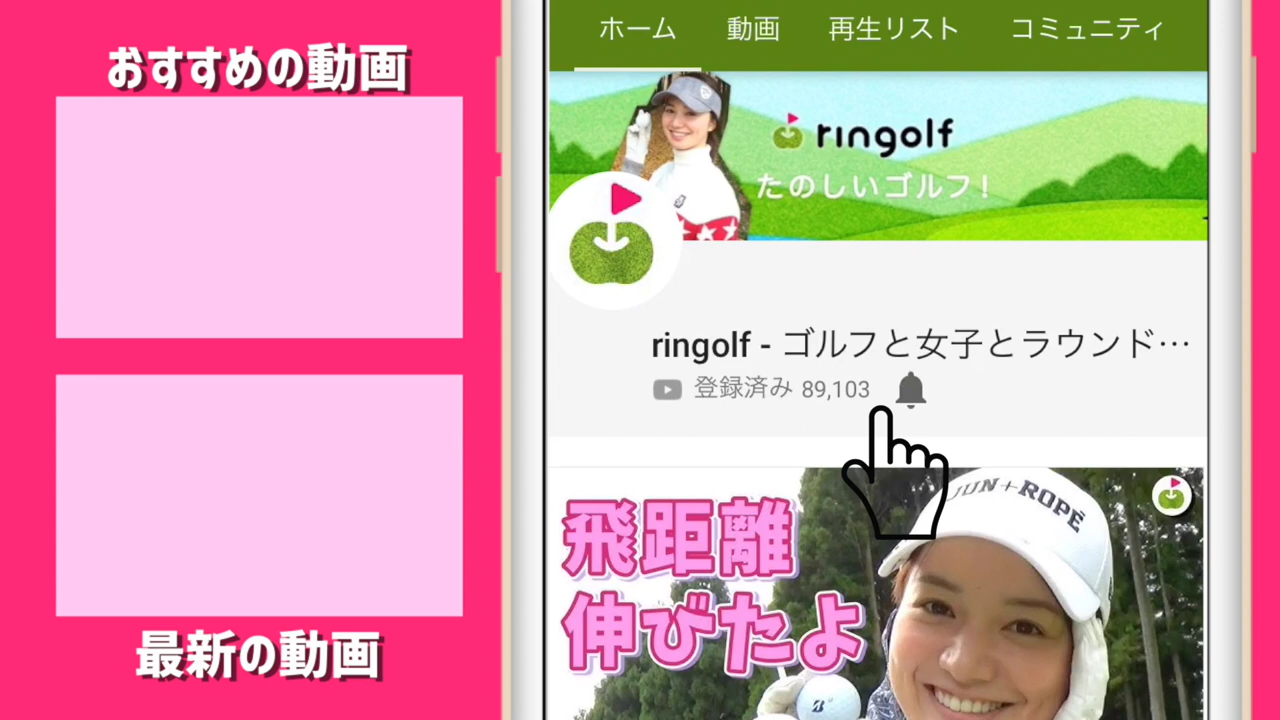 おすすめの動画
最新の動画
ホーム 動画 再生リスト コミュニティ
ringolf
たのしいゴルフ!
ringolf - ゴルフと女子とラウンド…
登録済み 89,103
JUN+ROPÉ
飛距離
伸びたよ
B